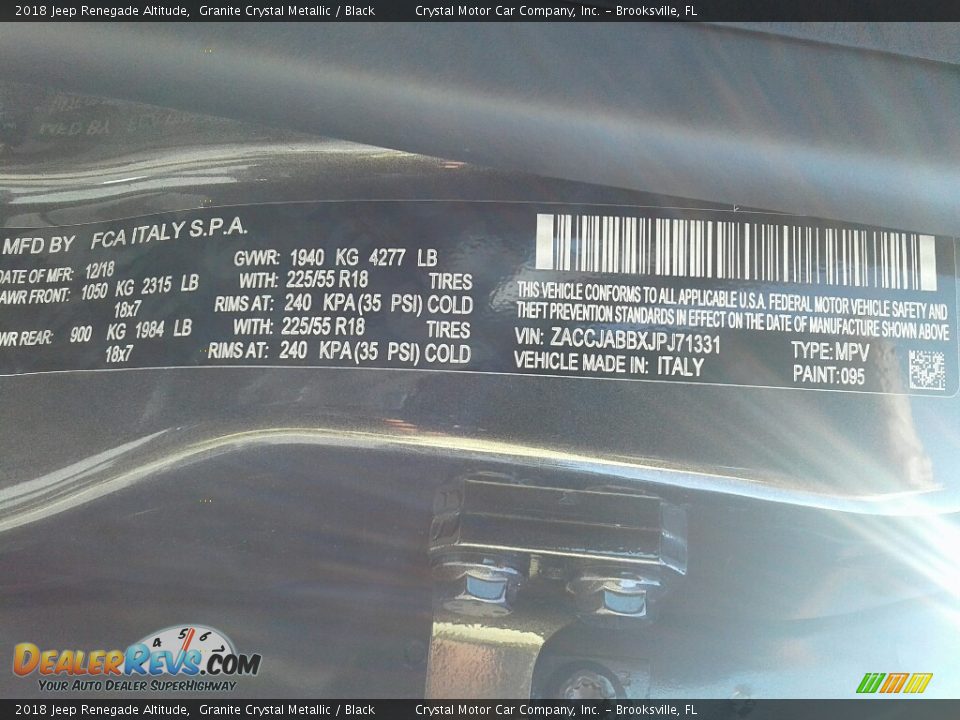 2018 Jeep Renegade Altitude, Granite Crystal Metallic / Black Crystal Motor Car Company, Inc. - Brooksville, FL
MFD BY FCA ITALY S.P.A.
DATE OF MFR: 12/18
AWR FRONT: 1050 KG 2315 LB
18x7
WR REAR: 900 KG 1984 LB
18x7
GVWR: 1940 KG 4277 LB
WITH: 225/55 R18 TIRES
RIMS AT: 240 KPA(35 PSI) COLD
WITH: 225/55 R18 TIRES
RIMS AT: 240 KPA(35 PSI) COLD
THIS VEHICLE CONFORMS TO ALL APPLICABLE U.S.A. FEDERAL MOTOR VEHICLE SAFETY AND
THEFT PREVENTION STANDARDS IN EFFECT ON THE DATE OF MANUFACTURE SHOWN ABOVE
VIN: ZACCJABBXJPJ71331 TYPE: MPV
VEHICLE MADE IN: ITALY PAINT: 095
4 5 6
DEALERREVS.COM
YOUR AUTO DEALER SUPERHIGHWAY
2018 Jeep Renegade Altitude, Granite Crystal Metallic / Black Crystal Motor Car Company, Inc. - Brooksville, FL